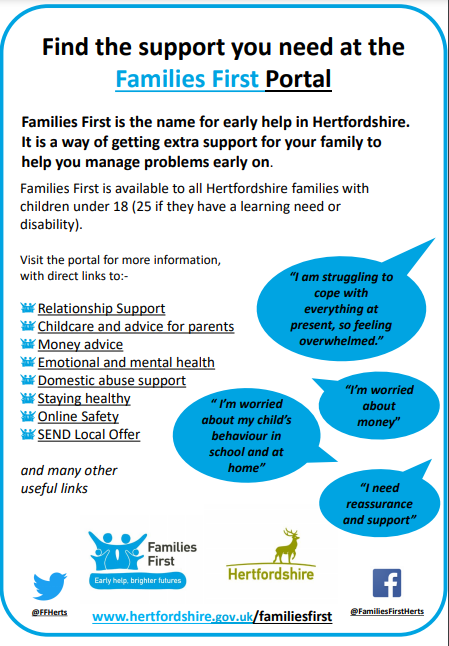 Find the support you need at the
Families First Portal
Families First is the name for early help in Hertfordshire.
It is a way of getting extra support for your family to
help you manage problems early on.
Families First is available to all Hertfordshire families with
children under 18 (25 if they have a learning need or
disability).
Visit the portal for more information,
with direct links to:-
Relationship Support
Childcare and advice for parents
Money advice
Emotional and mental health
Domestic abuse support
Staying healthy
Online Safety
SEND Local Offer
and many other
useful links
“I am struggling to
cope with
everything at
present, so feeling
overwhelmed.”
“I’m worried
about
money”
“ I’m worried
about my child’s
behaviour in
school and at
home”
“I need
reassurance
and support”
Families
First
Early help, brighter futures
Hertfordshire
@FFHerts
www.hertfordshire.gov.uk/familiesfirst
@FamiliesFirstHerts